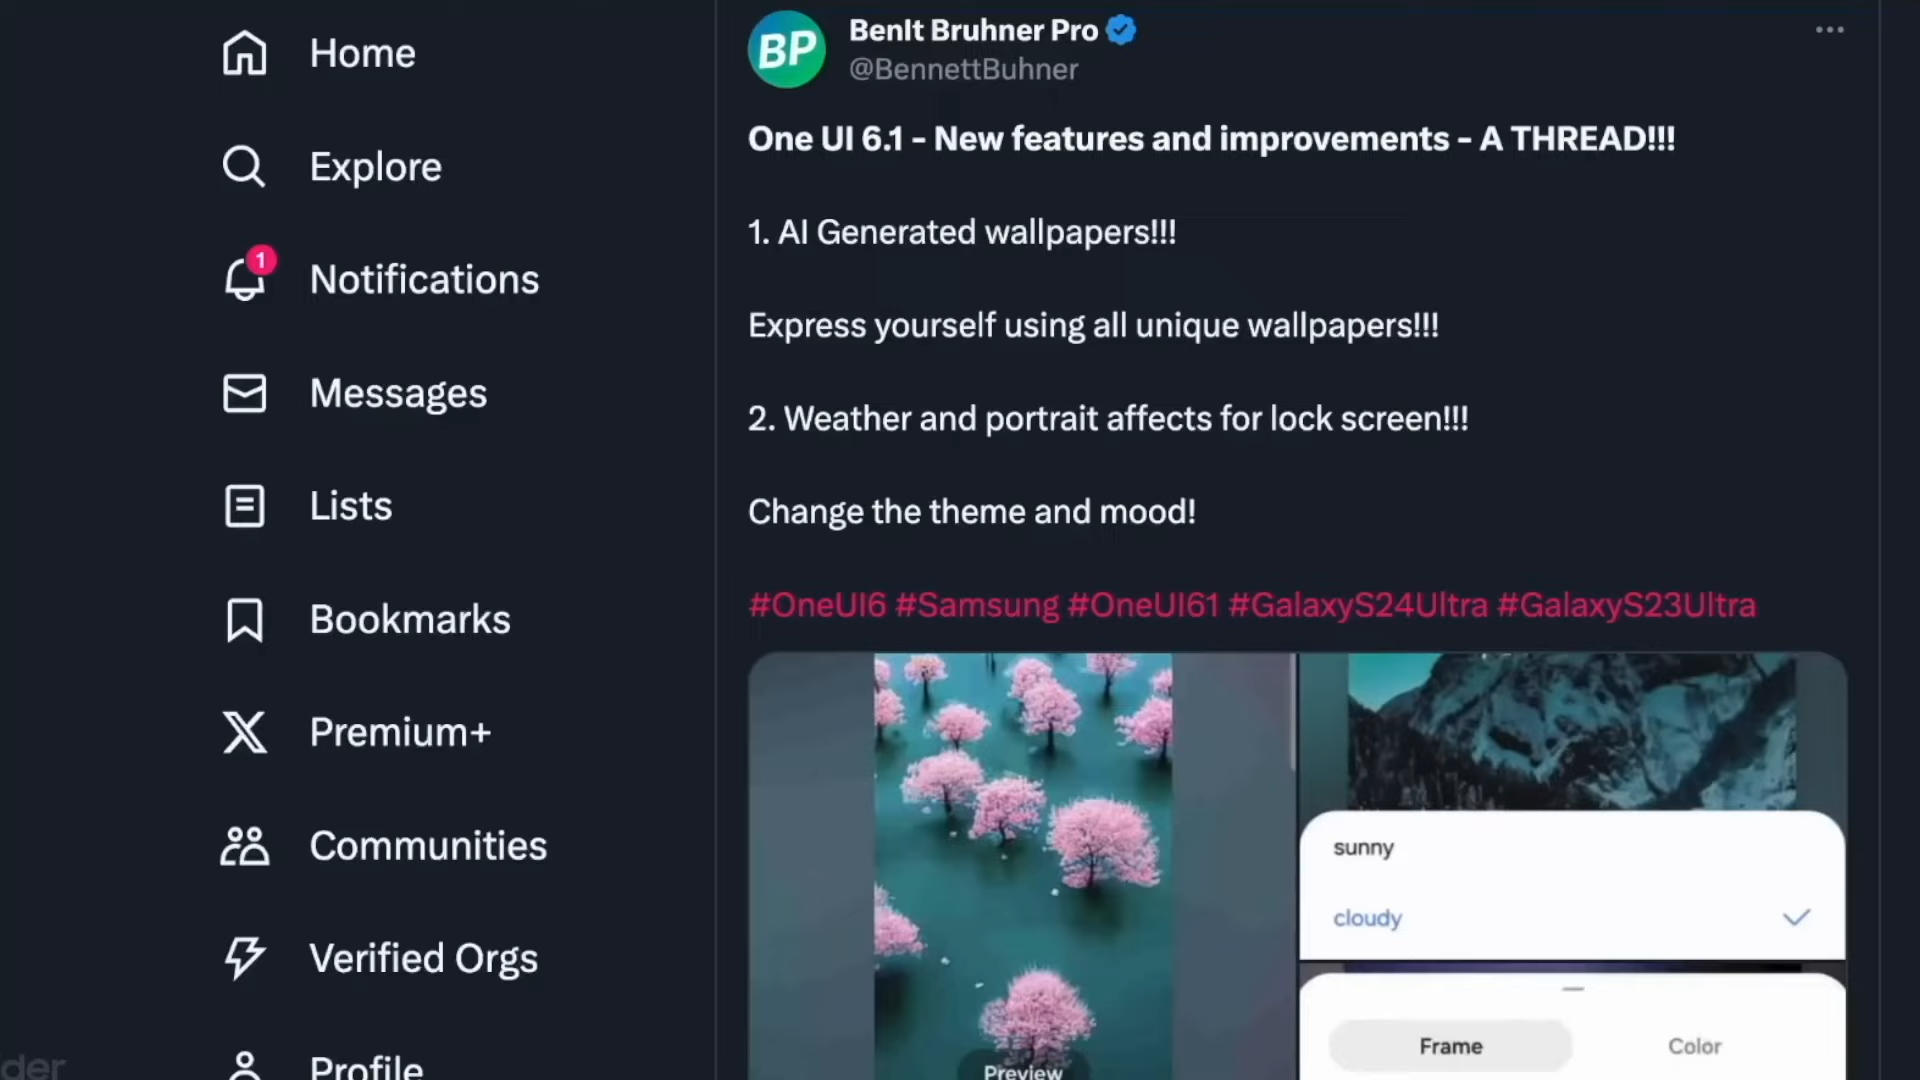 Home
Explore
1
Notifications
Messages
Lists
Bookmarks
Premium+
Communities
Verified Orgs
Profile
der
BP
BenIt Bruhner Pro
@BennettBuhner
One UI 6.1 - New features and improvements - A THREAD!!!
1. AI Generated wallpapers!!!
Express yourself using all unique wallpapers!!!
2. Weather and portrait affects for lock screen!!!
Change the theme and mood!
#OneUI6 #Samsung #OneUI61 #GalaxyS24Ultra #GalaxyS23Ultra
Preview
sunny
cloudy
Frame
Color